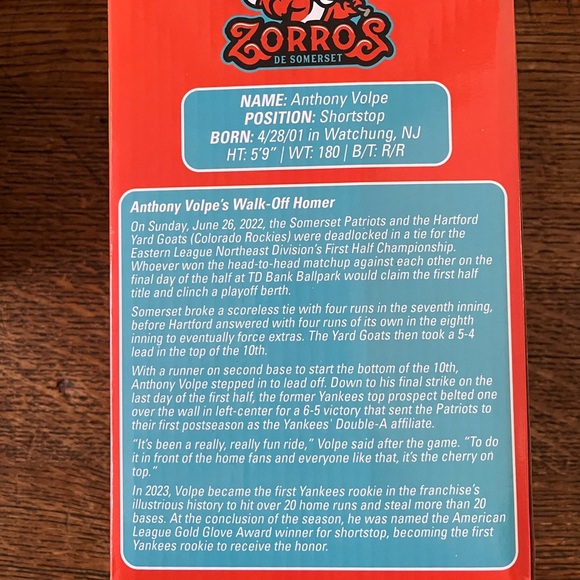 ZORROS
DE SOMERSET
NAME: Anthony Volpe
POSITION: Shortstop
BORN: 4/28/01 in Watchung, NJ
HT: 5'9" | WT: 180 | B/T: R/R
Anthony Volpe's Walk-Off Homer
On Sunday, June 26, 2022, the Somerset Patriots and the Hartford
Yard Goats (Colorado Rockies) were deadlocked in a tie for the
Eastern League Northeast Division's First Half Championship.
Whoever won the head-to-head matchup against each other on the
final day of the half at TD Bank Ballpark would claim the first half
title and clinch a playoff berth.
Somerset broke a scoreless tie with four runs in the seventh inning,
before Hartford answered with four runs of its own in the eighth
inning to eventually force extras. The Yard Goats then took a 5-4
lead in the top of the 10th.
With a runner on second base to start the bottom of the 10th,
Anthony Volpe stepped in to lead off. Down to his final strike on the
last day of the first half, the former Yankees top prospect belted one
over the wall in left-center for a 6-5 victory that sent the Patriots to
their first postseason as the Yankees' Double-A affiliate.
"It's been a really, really fun ride," Volpe said after the game. "To do
it in front of the home fans and everyone like that, it's the cherry on
top."
In 2023, Volpe became the first Yankees rookie in the franchise's
illustrious history to hit over 20 home runs and steal more than 20
bases. At the conclusion of the season, he was named the American
League Gold Glove Award winner for shortstop, becoming the first
Yankees rookie to receive the honor.